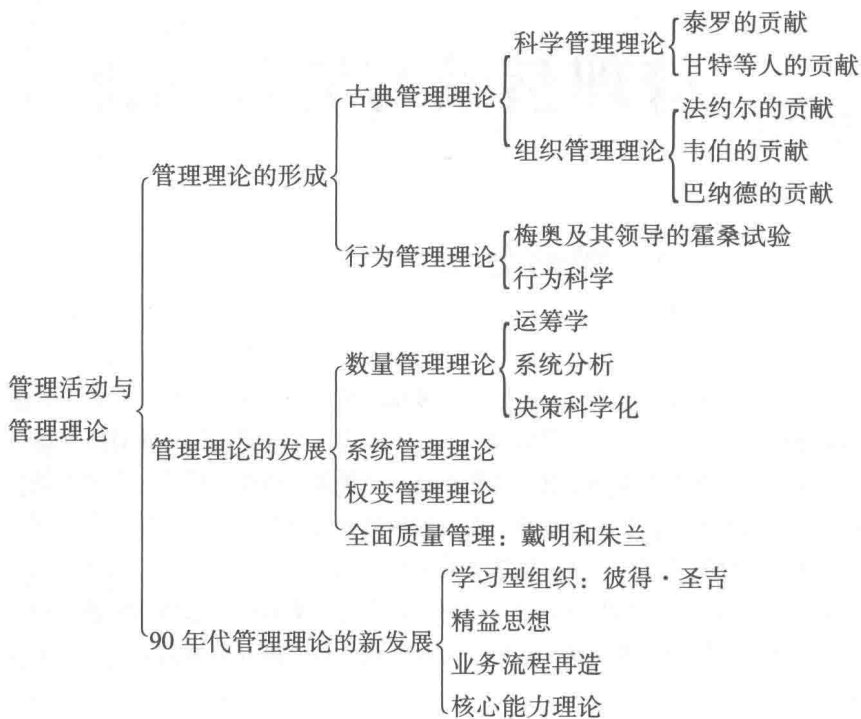 泰罗的贡献
科学管理理论
甘特等人的贡献
古典管理理论
法约尔的贡献
组织管理理论
韦伯的贡献
管理理论的形成
巴纳德的贡献
梅奥及其领导的霍桑试验
行为管理理论
行为科学
运筹学
数量管理理论
系统分析
管理活动与
管理理论
决策科学化
管理理论的发展
系统管理理论
权变管理理论
全面质量管理：戴明和朱兰
学习型组织：彼得·圣吉
精益思想
90 年代管理理论的新发展
业务流程再造
核心能力理论